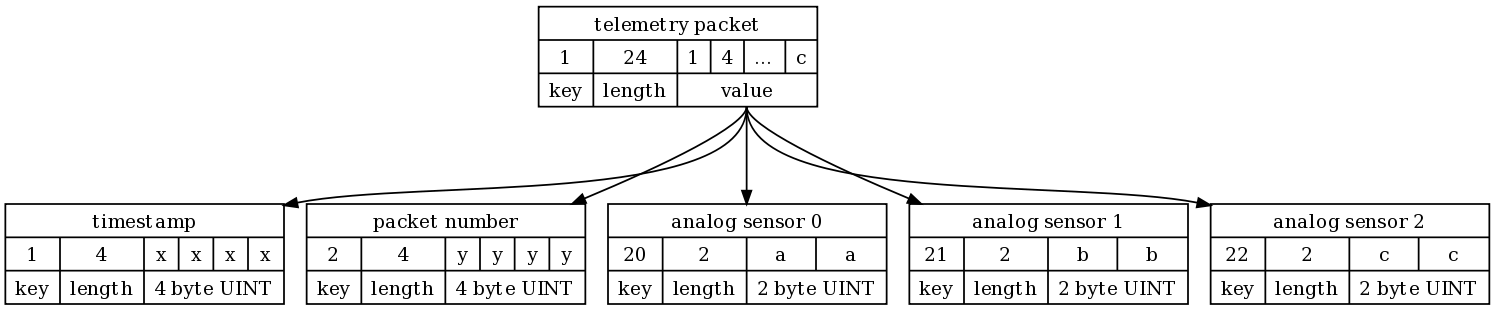 telemetry packet
1 24 1 4 ... c
key length value
timestamp packet number analog sensor 0 analog sensor 1 analog sensor 2
1 4 x x x x 2 4 y y y y 20 2 a a 21 2 b b 22 2 c c
key length 4 byte UINT key length 4 byte UINT key length 2 byte UINT key length 2 byte UINT key length 2 byte UINT